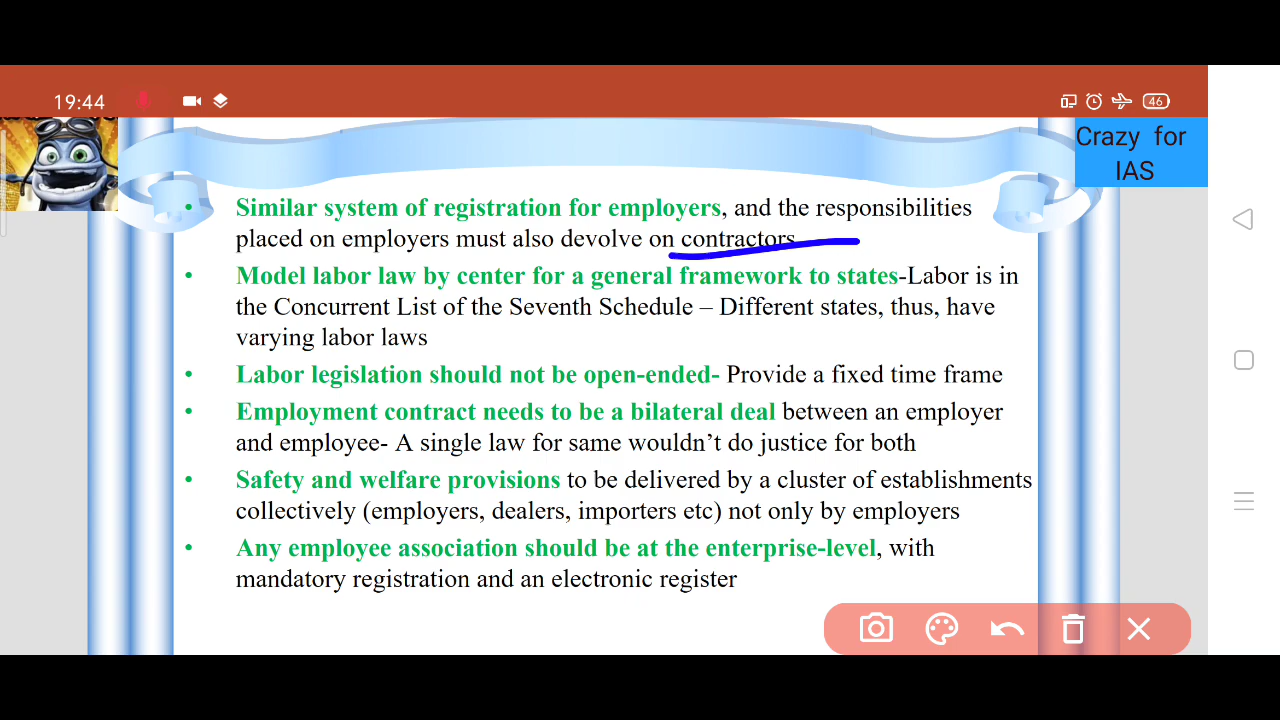 19:44
46
Crazy for
IAS
• Similar system of registration for employers, and the responsibilities
placed on employers must also devolve on contractors
• Model labor law by center for a general framework to states-Labor is in
the Concurrent List of the Seventh Schedule – Different states, thus, have
varying labor laws
• Labor legislation should not be open-ended- Provide a fixed time frame
• Employment contract needs to be a bilateral deal between an employer
and employee- A single law for same wouldn't do justice for both
• Safety and welfare provisions to be delivered by a cluster of establishments
collectively (employers, dealers, importers etc) not only by employers
• Any employee association should be at the enterprise-level, with
mandatory registration and an electronic register